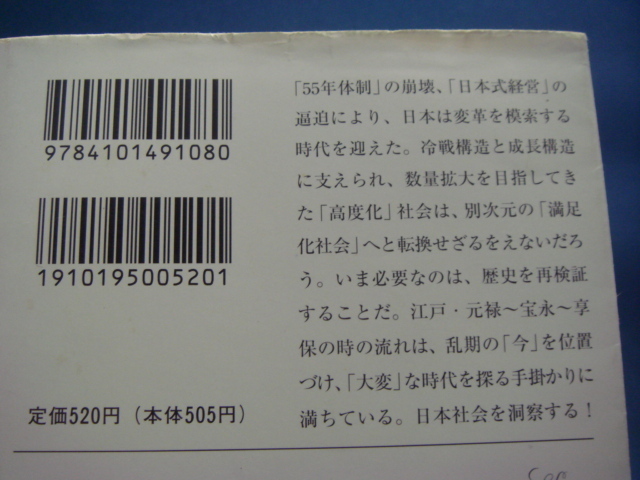 9784101491080
1910195005201
定価520円（本体505円）
「55年体制」の崩壊、「日本式経営」の
逼迫により、日本は変革を模索する
時代を迎えた。冷戦構造と成長構造
に支えられ、数量拡大を目指してき
た「高度化」社会は、別次元の「満足
化社会」へと転換せざるをえないだろ
う。いま必要なのは、歴史を再検証
することだ。江戸・元禄～宝永～享
保の時の流れは、乱期の「今」を位置
づけ、「大変」な時代を探る手掛かりに
満ちている。日本社会を洞察する！